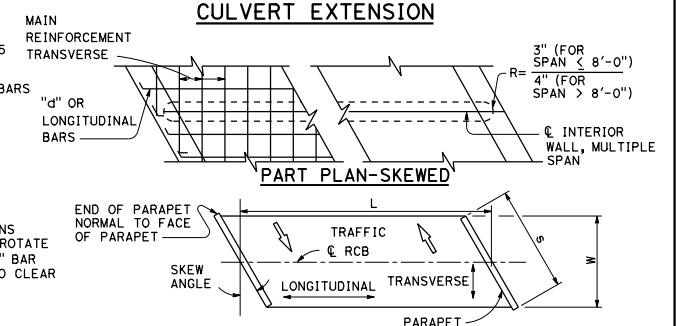 CULVERT EXTENSION
MAIN
REINFORCEMENT
TRANSVERSE
5
BARS
"d" OR
LONGITUDINAL
BARS
R=
3" (FOR
SPAN ≤ 8'-0")
4" (FOR
SPAN > 8'-0")
℄ INTERIOR
WALL, MULTIPLE
SPAN
PART PLAN-SKEWED
END OF PARAPET
NORMAL TO FACE
OF PARAPET
NS
ROTATE
" BAR
O CLEAR
L
TRAFFIC
℄ RCB
SKEW
ANGLE
LONGITUDINAL
TRANSVERSE
S
W
PARAPET